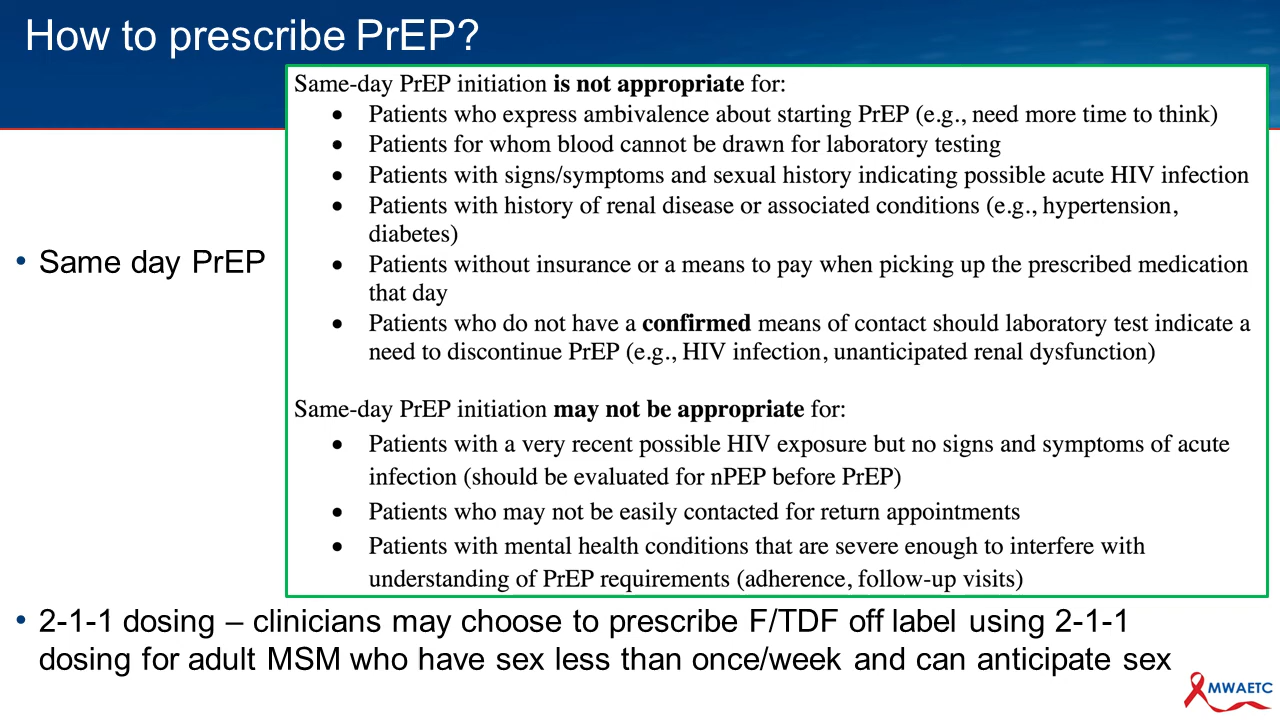 How to prescribe PrEP?
Same-day PrEP initiation is not appropriate for:
• Patients who express ambivalence about starting PrEP (e.g., need more time to think)
• Patients for whom blood cannot be drawn for laboratory testing
• Patients with signs/symptoms and sexual history indicating possible acute HIV infection
• Patients with history of renal disease or associated conditions (e.g., hypertension,
diabetes)
• Patients without insurance or a means to pay when picking up the prescribed medication
that day
• Patients who do not have a confirmed means of contact should laboratory test indicate a
need to discontinue PrEP (e.g., HIV infection, unanticipated renal dysfunction)
Same-day PrEP initiation may not be appropriate for:
• Patients with a very recent possible HIV exposure but no signs and symptoms of acute
infection (should be evaluated for nPEP before PrEP)
• Patients who may not be easily contacted for return appointments
• Patients with mental health conditions that are severe enough to interfere with
understanding of PrEP requirements (adherence, follow-up visits)
• Same day PrEP
• 2-1-1 dosing – clinicians may choose to prescribe F/TDF off label using 2-1-1
dosing for adult MSM who have sex less than once/week and can anticipate sex
MWAETC